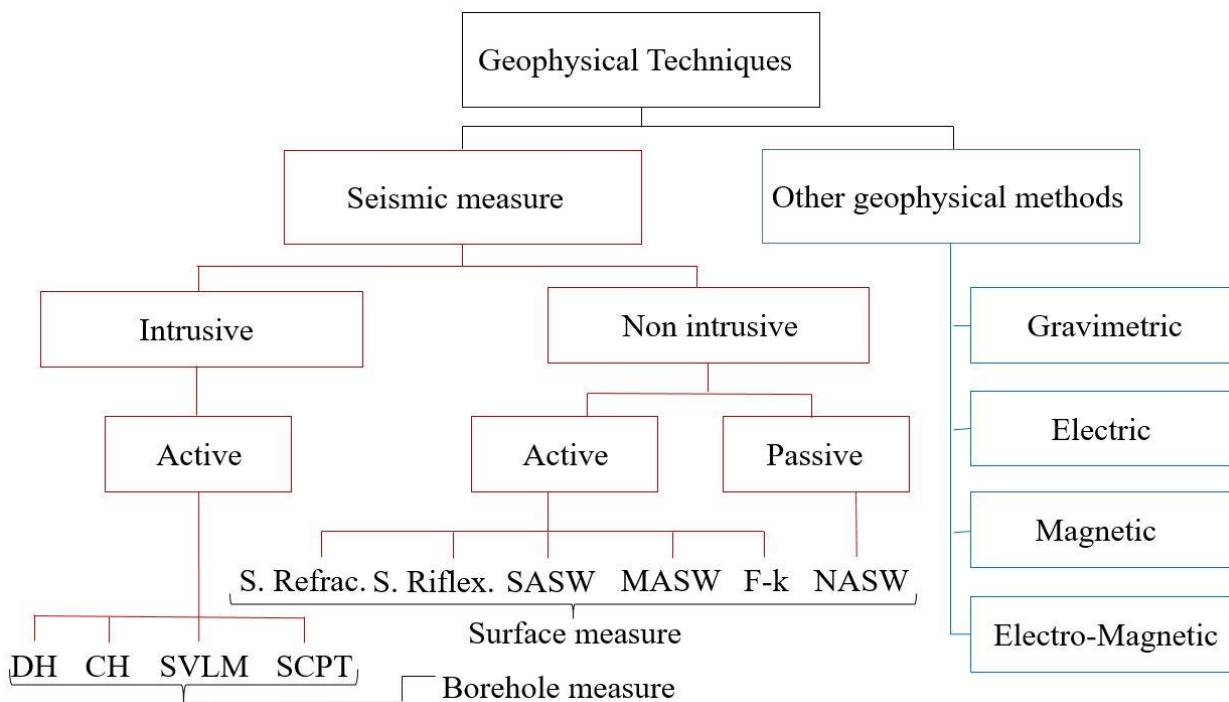 Geophysical Techniques
Seismic measure
Other geophysical methods
Intrusive
Non intrusive
Gravimetric
Active
Active
Passive
Electric
Magnetic
S. Refrac. S. Riflex. SASW MASW F-k NASW
Surface measure
Electro-Magnetic
DH CH SVLM SCPT
Borehole measure